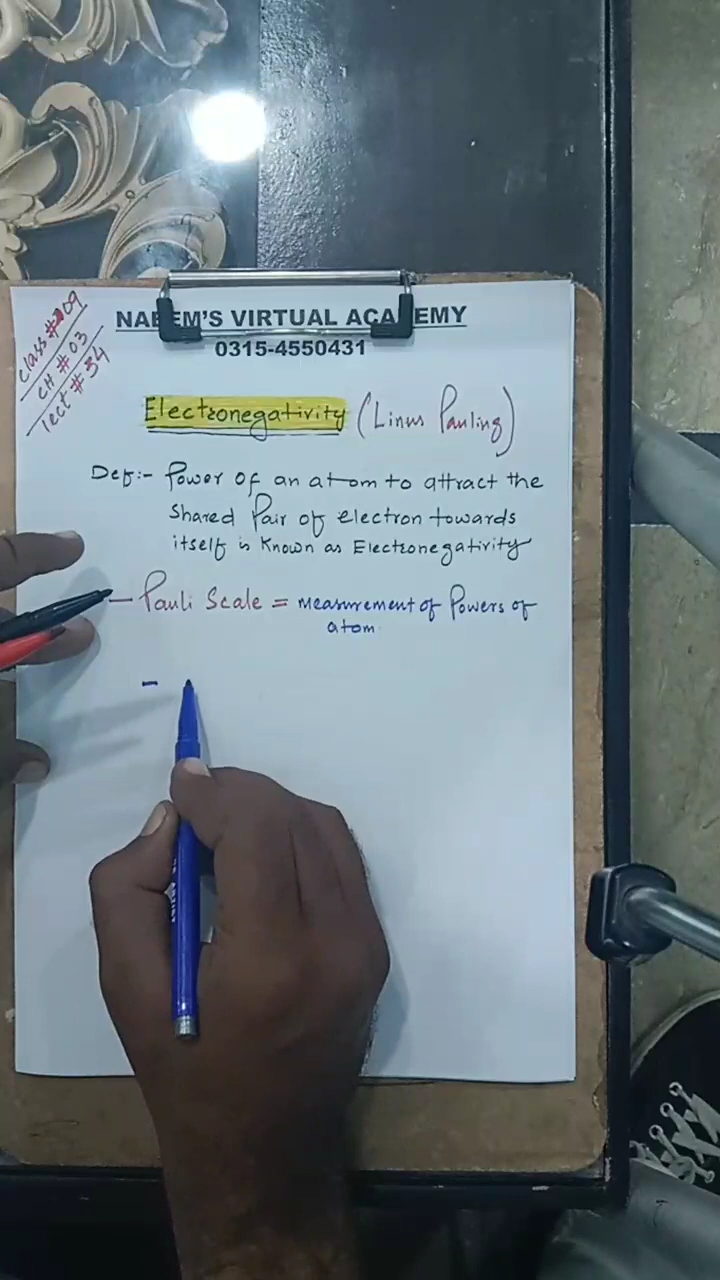 class # 09
CH # 03
Lect # 34
NAEEM'S VIRTUAL ACADEMY
0315-4550431
Electronegativity (Linus Pauling)
Def:- Power of an atom to attract the
Shared Pair of electron towards
itself is Known as Electronegativity
- Pauli Scale = measurement of Powers of
atom
-